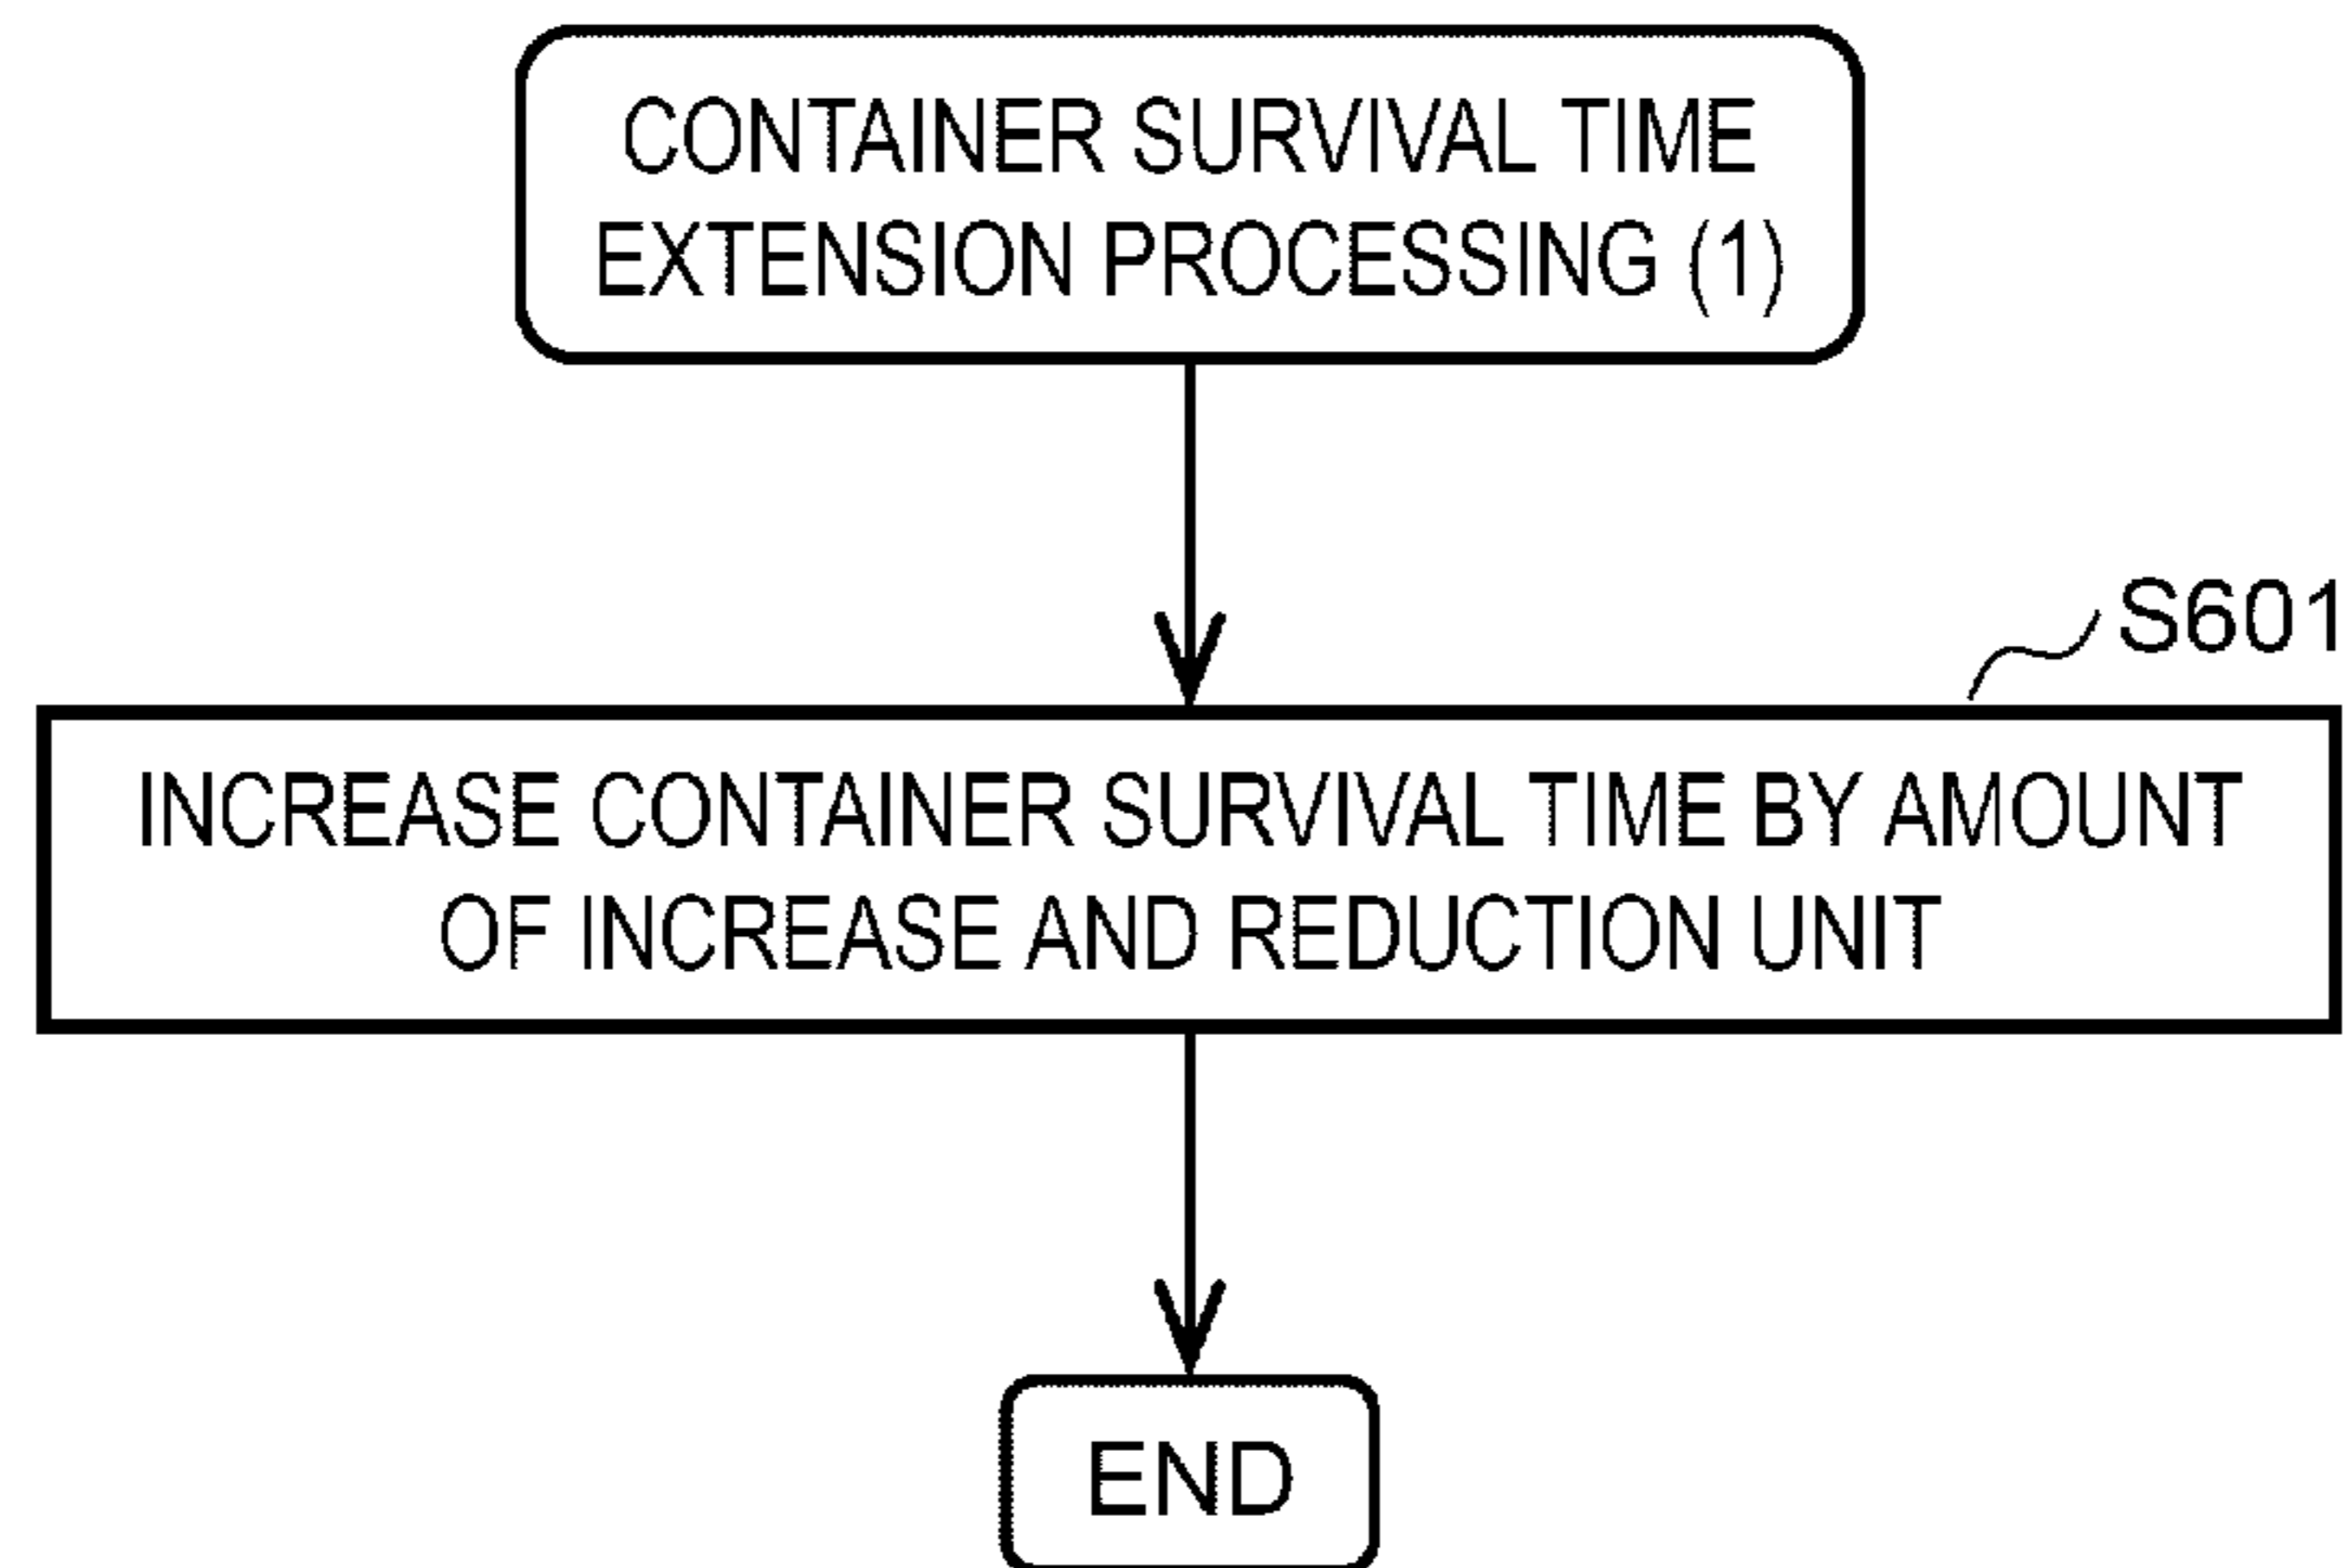 CONTAINER SURVIVAL TIME
EXTENSION PROCESSING (1)
S601
INCREASE CONTAINER SURVIVAL TIME BY AMOUNT
OF INCREASE AND REDUCTION UNIT
END